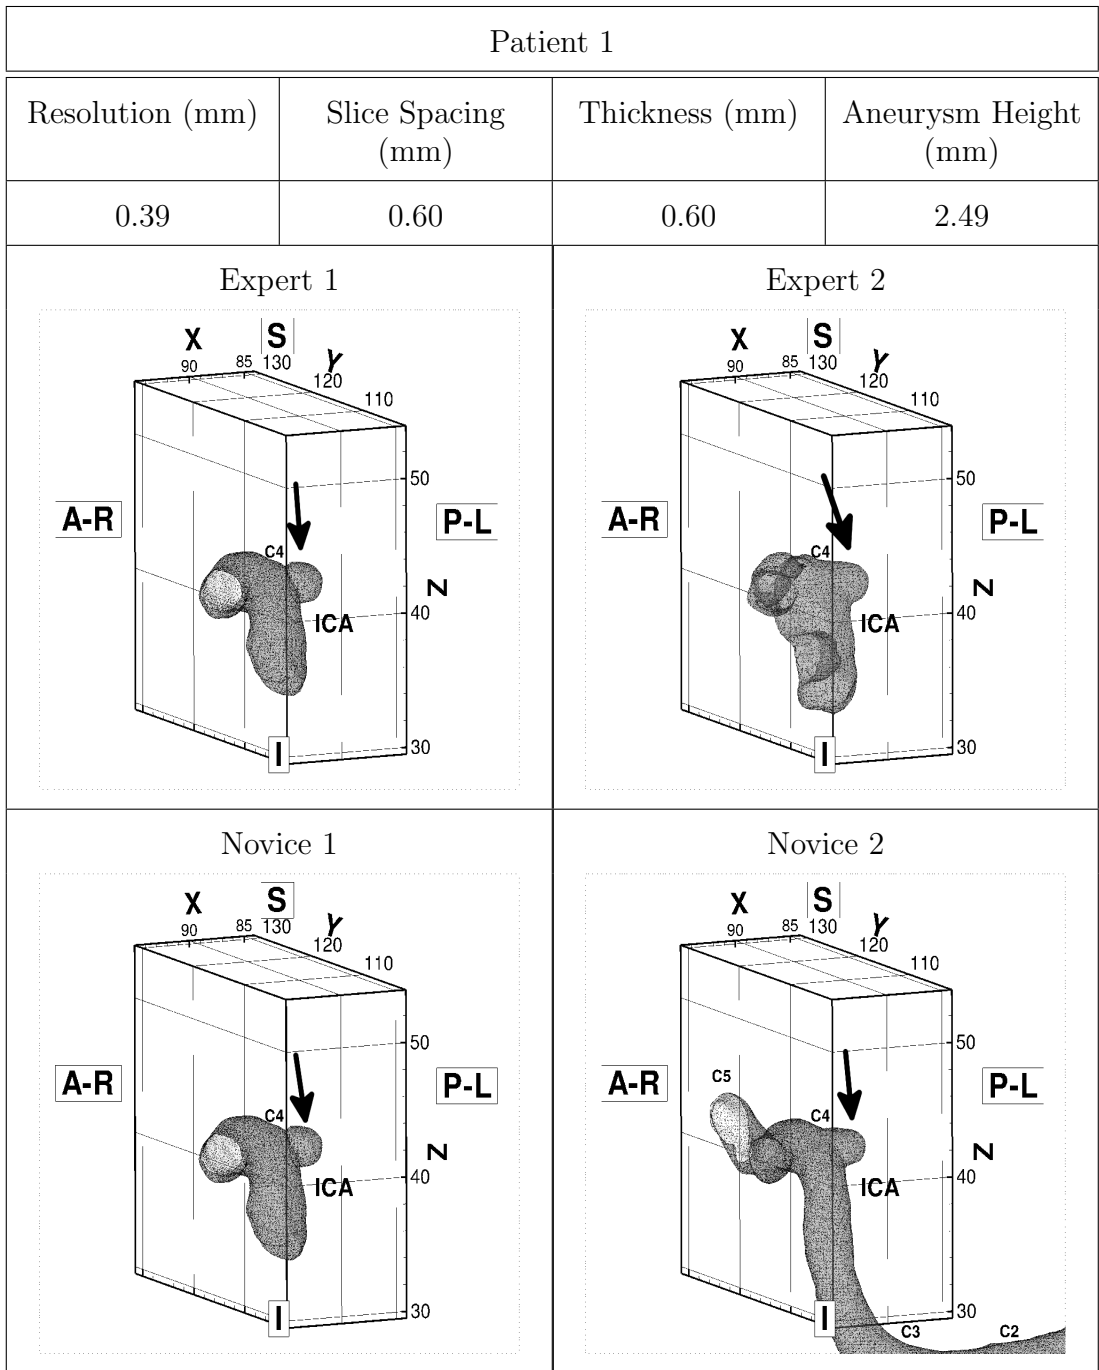 Patient 1
Resolution (mm) Slice Spacing (mm) Thickness (mm) Aneurysm Height (mm)
0.39 0.60 0.60 2.49
Expert 1 Expert 2
X S Y
90 85 130 120 110
A-R
P-L
50
C4
Z
40
ICA
30
I
X S Y
90 85 130 120 110
A-R
P-L
50
C4
Z
40
ICA
30
I
Novice 1 Novice 2
X S Y
90 85 130 120 110
A-R
P-L
50
C4
Z
40
ICA
30
I
X S Y
90 85 130 120 110
A-R
P-L
50
C5
C4
Z
40
ICA
30
I
C3 C2